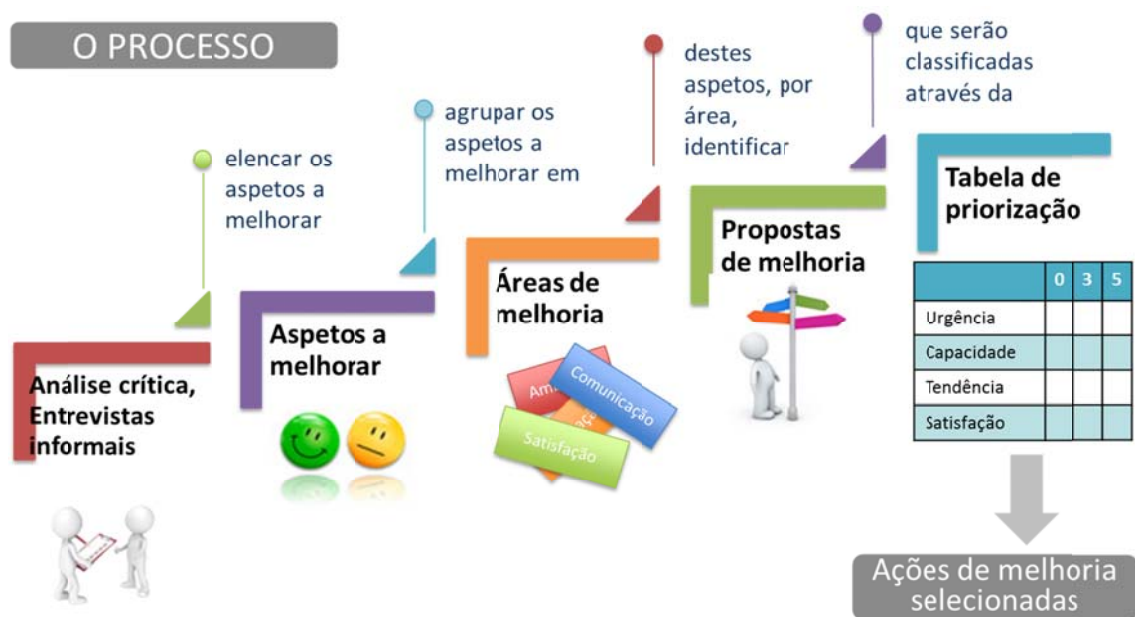 O PROCESSO
Análise crítica,
Entrevistas
informais
elencar os
aspetos a
melhorar
Aspetos a
melhorar
agrupar os
aspetos a
melhorar em
Áreas de
melhoria
Comunicação
Satisfação
destes
aspetos, por
área,
identificar
Propostas
de melhoria
que serão
classificadas
através da
Tabela de
priorização
0 3 5
Urgência
Capacidade
Tendência
Satisfação
Ações de melhoria
selecionadas